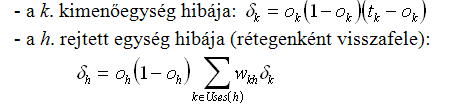 - a k. kimenőegység hibája: δₖ = oₖ(1−oₖ)(tₖ − oₖ)
- a h. rejtett egység hibája (rétegenként visszafele):
δₕ = oₕ(1−oₕ) ∑ wₖₕδₖ
k∈Uses(h)